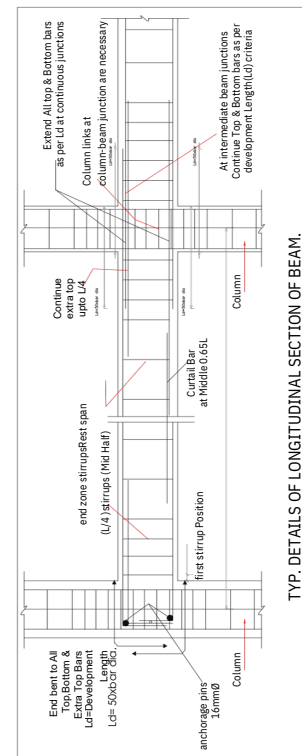 End bent to All
Top,Bottom &
Extra Top Bars
Ld=Development
Length
Ld= 50xbar dia.
anchorage pins
16mmØ
Column
first stirrup Position
end zone stirrupsRest span
(L/4 ) stirrups (Mid Half)
Curtail Bar
at Middle 0.65L
Continue
extra top
upto L/4
Extend All top & Bottom bars
as per Ld at continuous junctions
Column links at
column-beam junction are necessary
At intermediate beam junctions
Continue Top & Bottom bars as per
development Length(Ld) criteria
Column
TYP. DETAILS OF LONGITUDINAL SECTION OF BEAM.